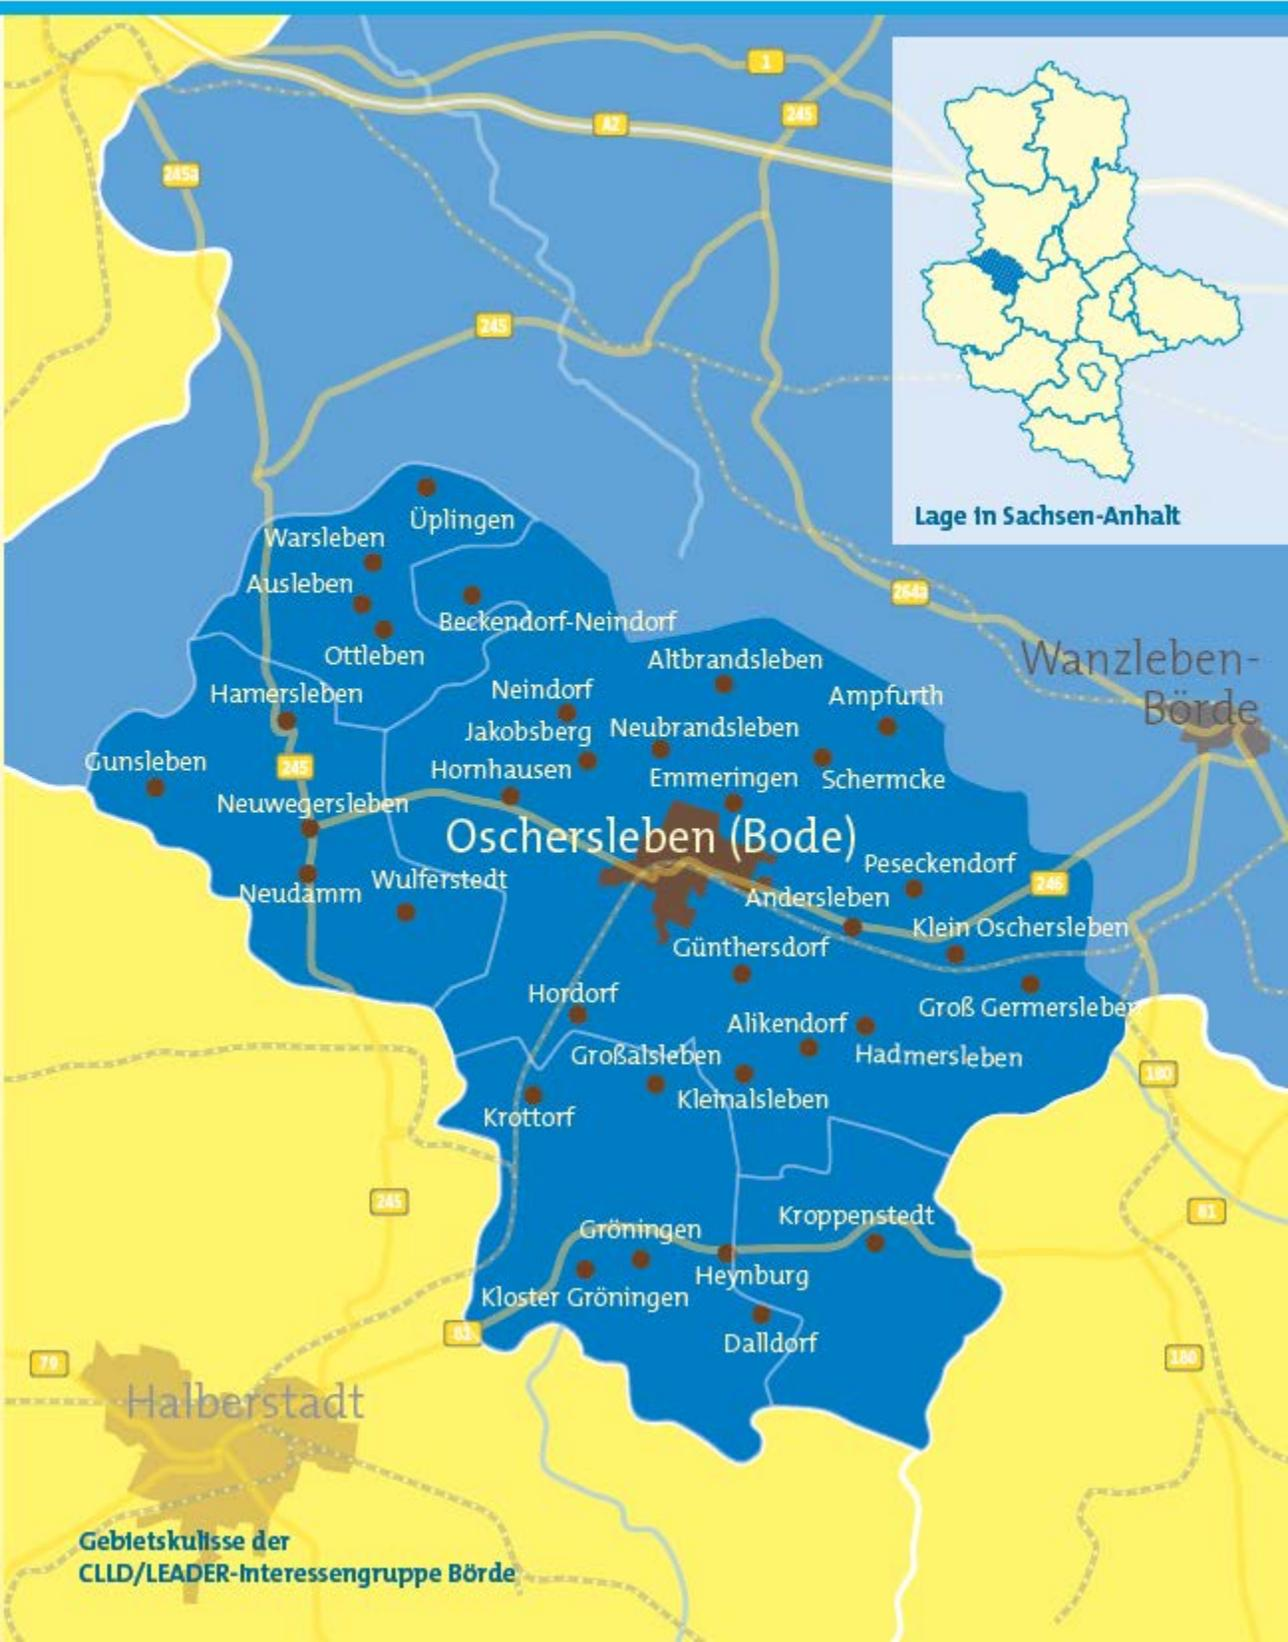 1
A2
245
245a
245
Lage in Sachsen-Anhalt
Üplingen
Warsleben
Ausleben
264a
Beckendorf-Neindorf
Ottleben
Wanzleben-
Börde
Altbrandsleben
Hamersleben
Neindorf
Ampfurth
Jakobsberg
Neubrandsleben
Gunsleben
245
Hornhausen
Emmeringen
Schermcke
Neuwegersleben
Oschersleben (Bode)
Peseckendorf
Neudamm
Wulferstedt
246
Andersleben
Klein Oschersleben
Günthersdorf
Hordorf
Groß Germersleben
Alikendorf
Großalsleben
Hadmersleben
180
Kleinalsleben
Krottorf
245
81
Kroppenstedt
Gröningen
Heynburg
Kloster Gröningen
81
Dalldorf
79
180
Halberstadt
Gebietskulisse der
CLLD/LEADER-Interessengruppe Börde